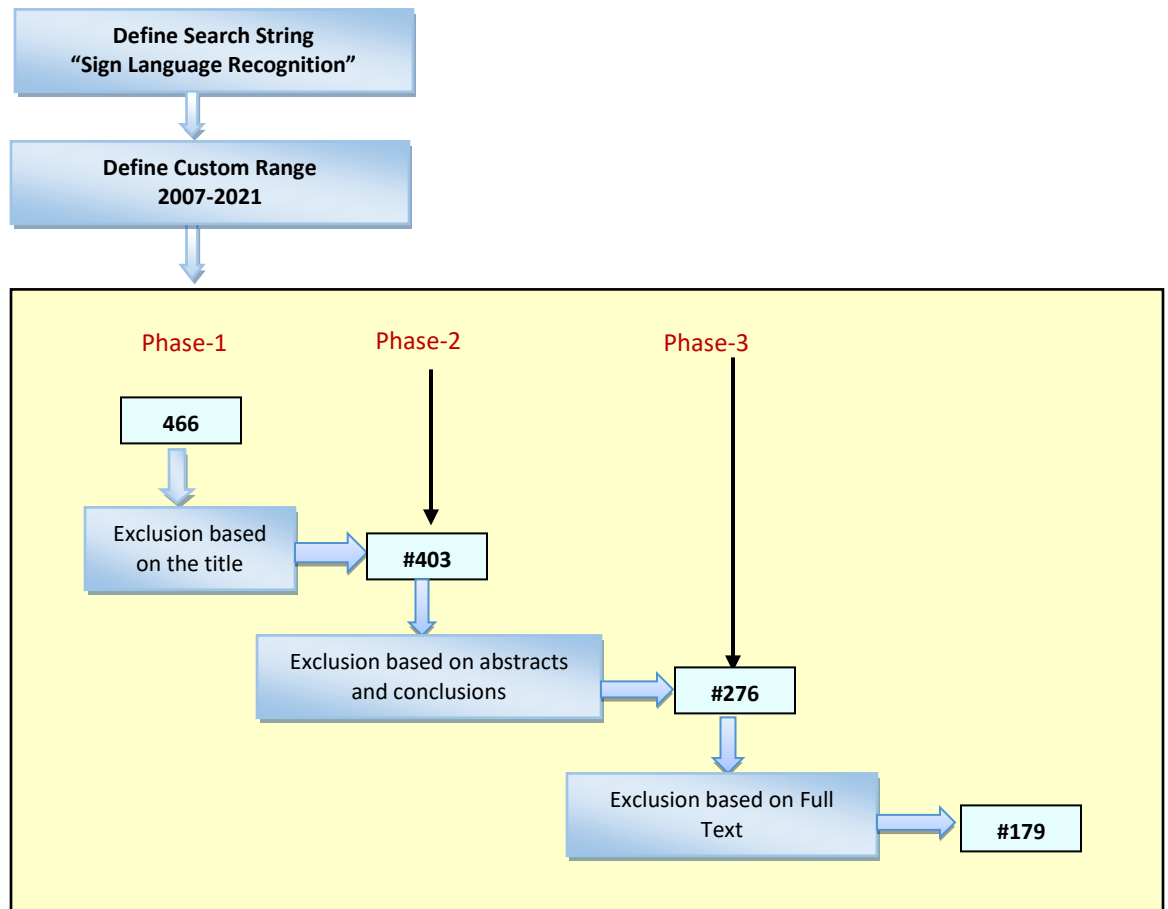 Define Search String
“Sign Language Recognition”
Define Custom Range
2007-2021
Phase-1
Phase-2
Phase-3
466
Exclusion based
on the title
#403
Exclusion based on abstracts
and conclusions
#276
Exclusion based on Full
Text
#179